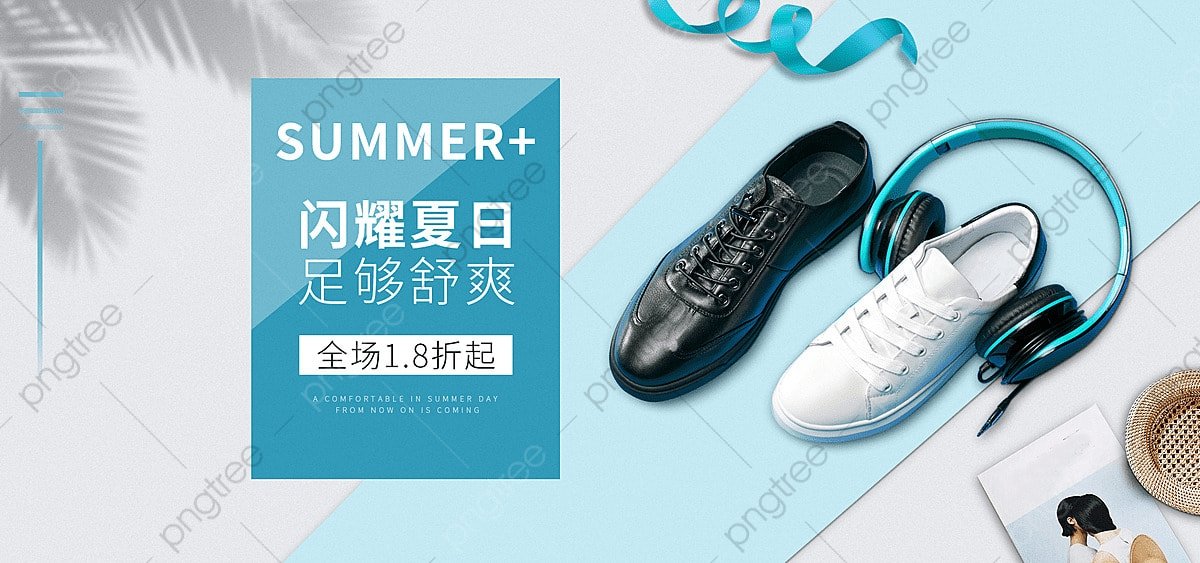 SUMMER+
闪耀夏日
足够舒爽
全场1.8折起
A COMFORTABLE IN SUMMER DAY
FROM NOW ON IS COMING
pngtree